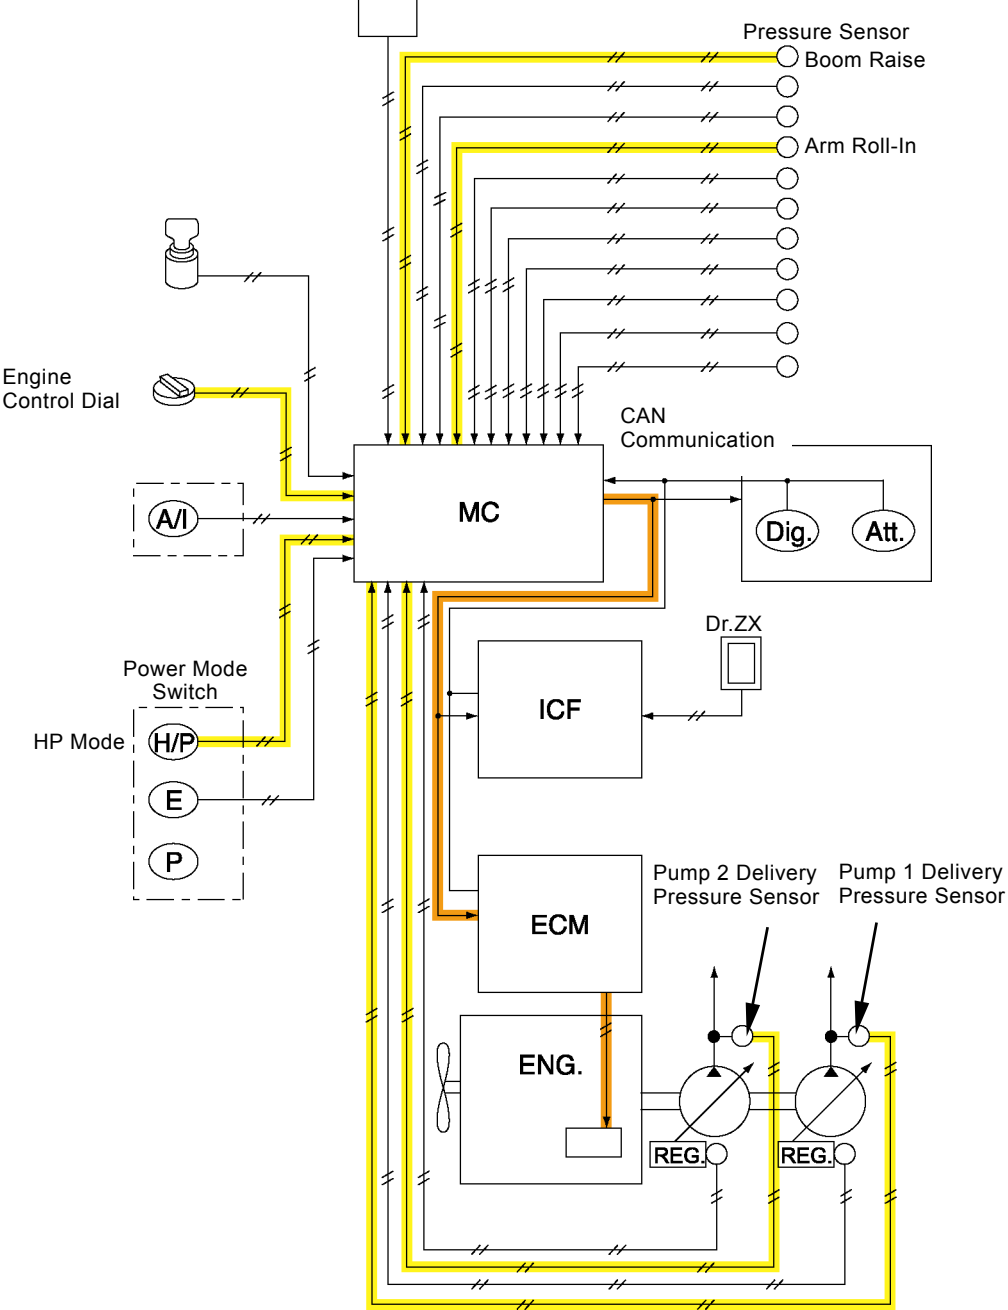 Pressure Sensor
Boom Raise
Arm Roll-In
Engine
Control Dial
CAN
Communication
A/I
MC
Dig.
Att.
Dr.ZX
Power Mode
Switch
HP Mode
H/P
ICF
E
P
Pump 2 Delivery
Pressure Sensor
Pump 1 Delivery
Pressure Sensor
ECM
ENG.
REG.
REG.